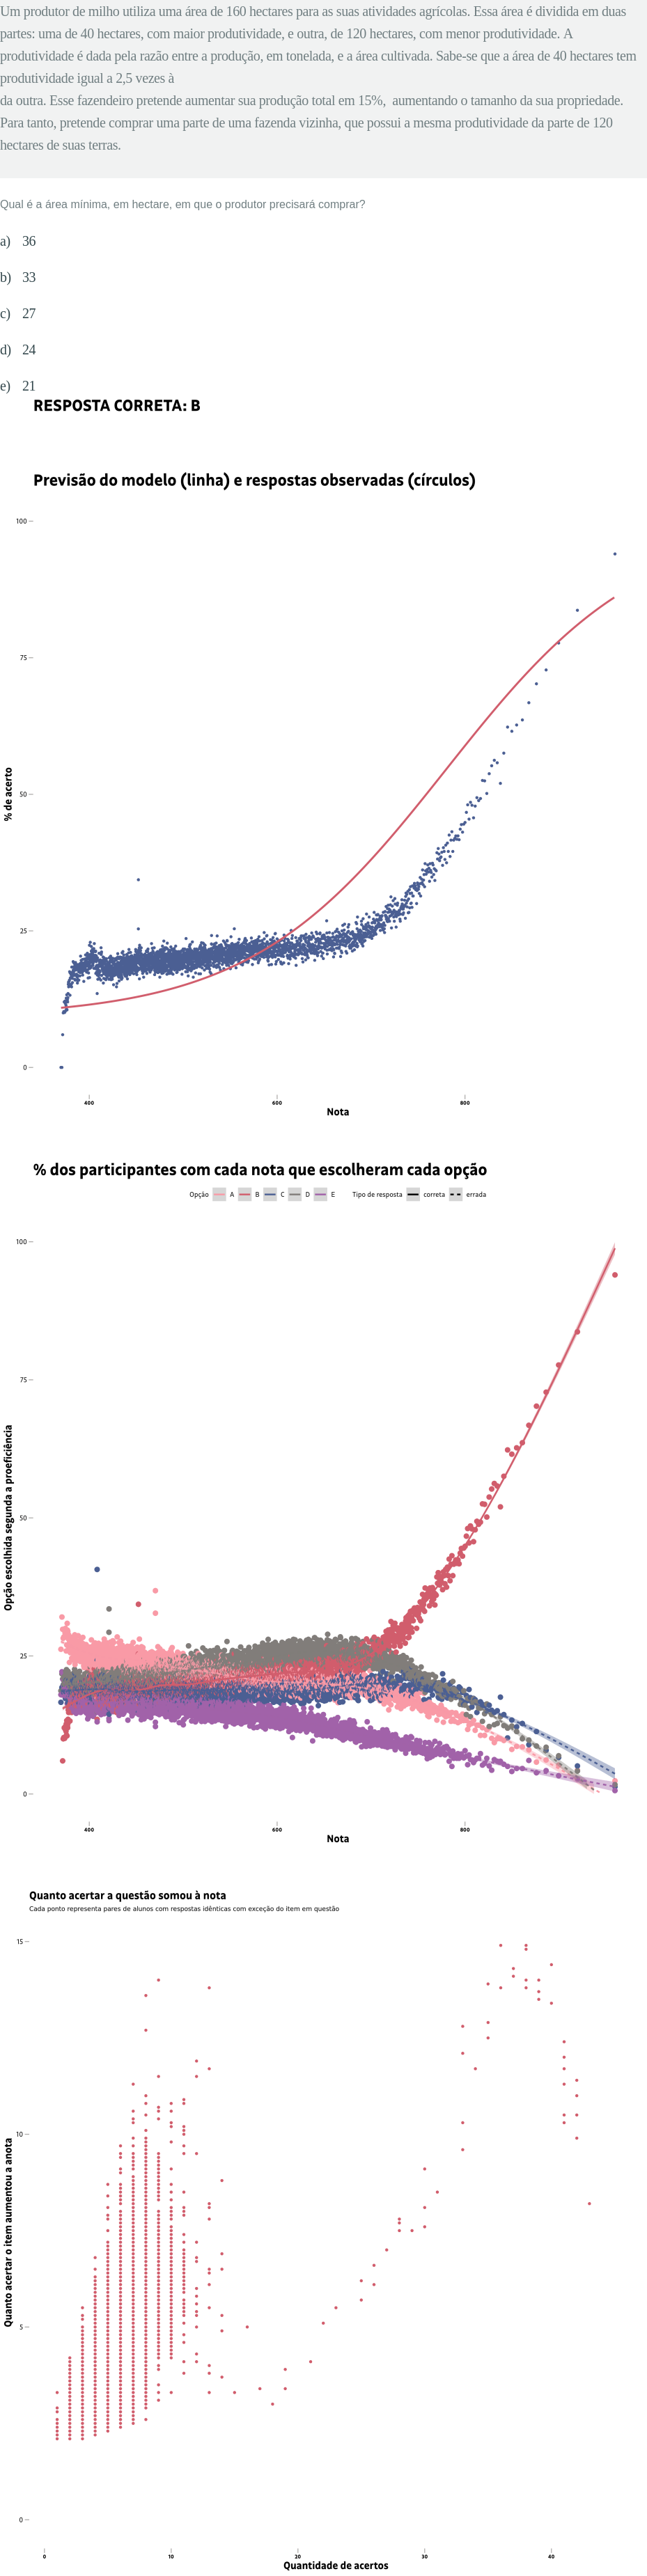 Um produtor de milho utiliza uma área de 160 hectares para as suas atividades agrícolas. Essa área é dividida em duas
partes: uma de 40 hectares, com maior produtividade, e outra, de 120 hectares, com menor produtividade. A
produtividade é dada pela razão entre a produção, em tonelada, e a área cultivada. Sabe-se que a área de 40 hectares tem
produtividade igual a 2,5 vezes à
da outra. Esse fazendeiro pretende aumentar sua produção total em 15%, aumentando o tamanho da sua propriedade.
Para tanto, pretende comprar uma parte de uma fazenda vizinha, que possui a mesma produtividade da parte de 120
hectares de suas terras.
Qual é a área mínima, em hectare, em que o produtor precisará comprar?
a) 36
b) 33
c) 27
d) 24
e) 21
RESPOSTA CORRETA: B
Previsão do modelo (linha) e respostas observadas (círculos)
100
75
50
25
0
% de acerto
400 600 800
Nota
% dos participantes com cada nota que escolheram cada opção
Opção A B C D E Tipo de resposta correta errada
100
75
50
25
0
Opção escolhida segunda a proeficiência
400 600 800
Nota
Quanto acertar a questão somou à nota
Cada ponto representa pares de alunos com respostas idênticas com exceção do item em questão
15
10
5
0
Quanto acertar o item aumentou a anota
0 10 20 30 40
Quantidade de acertos